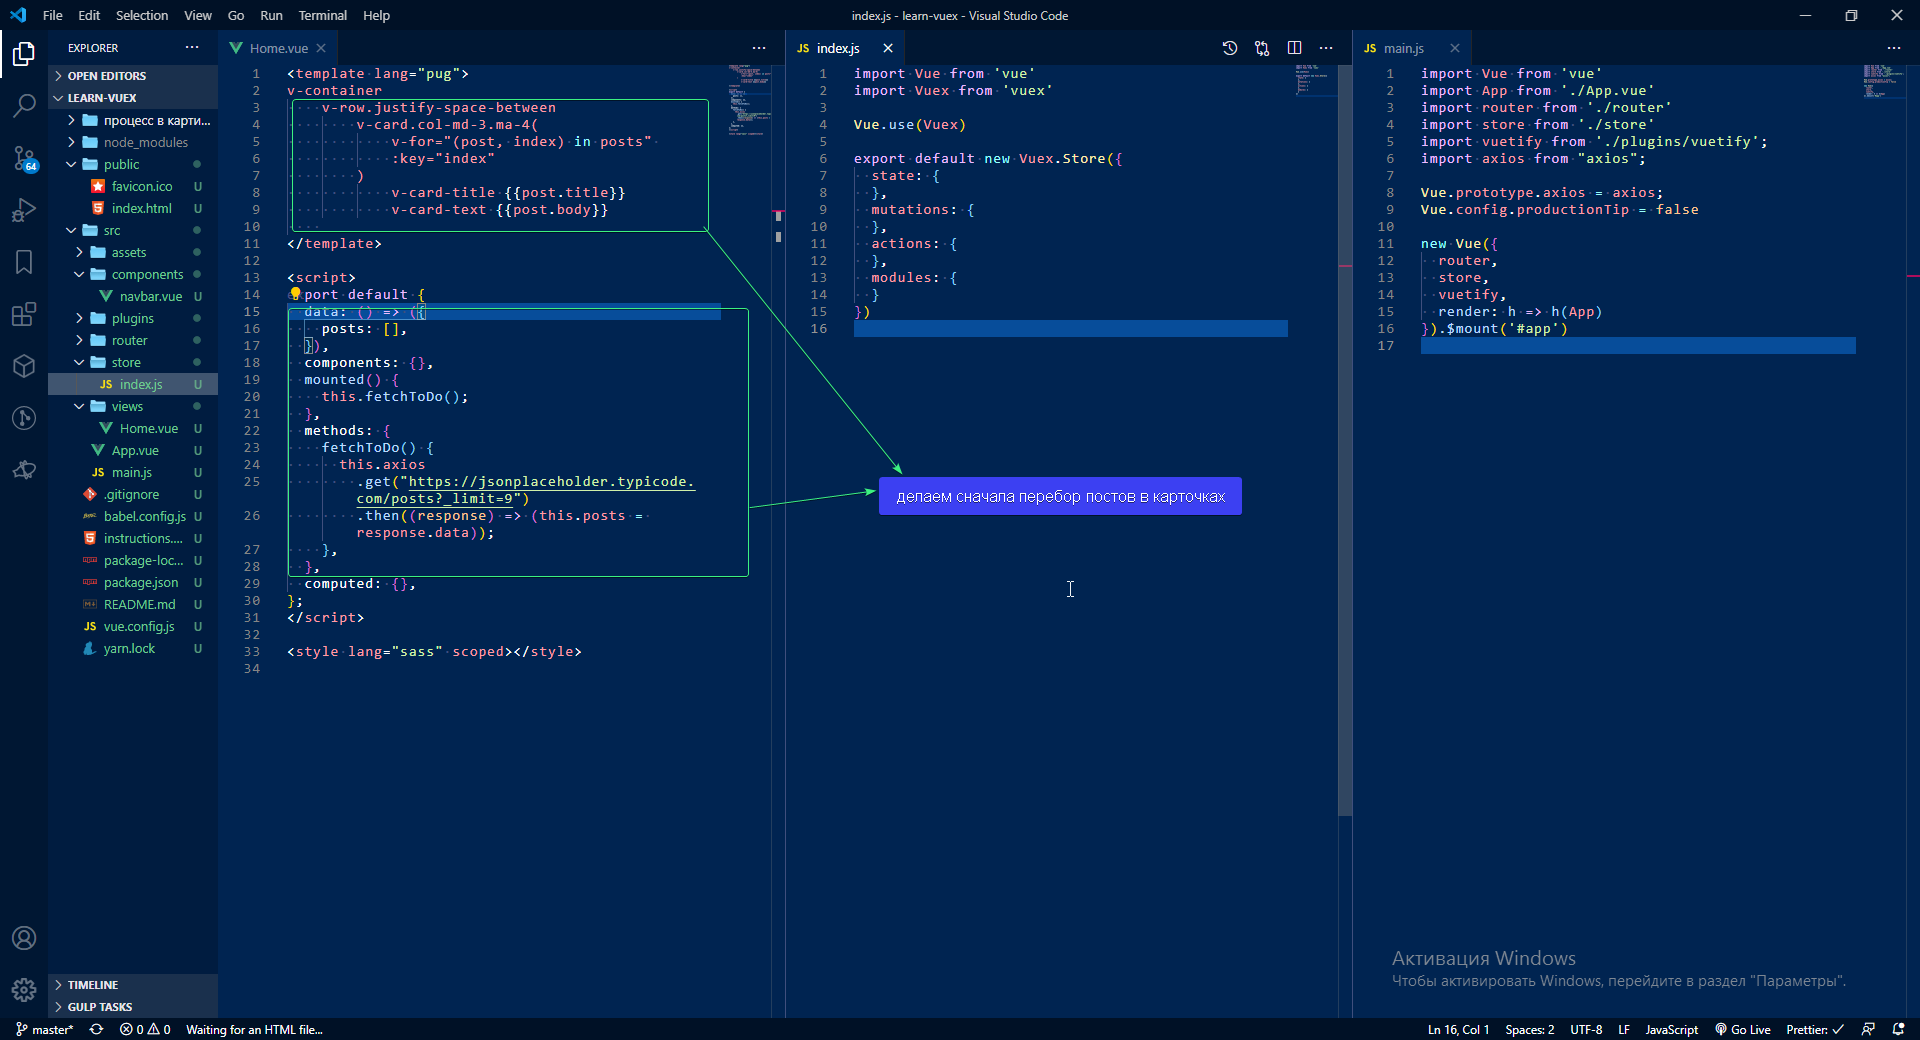 File Edit Selection View Go Run Terminal Help
index.js - learn-vuex - Visual Studio Code
EXPLORER
OPEN EDITORS
LEARN-VUEX
процесс в карти...
node_modules
public
favicon.ico U
index.html U
src
assets
components
navbar.vue U
plugins
router
store
JS index.js U
views
Home.vue U
App.vue U
JS main.js U
.gitignore U
babel.config.js U
instructions.... U
package-loc... U
package.json U
README.md U
JS vue.config.js U
yarn.lock U
64
TIMELINE
GULP TASKS
Home.vue
1 <template lang="pug">
2 v-container
3 v-row.justify-space-between
4 v-card.col-md-3.ma-4(
5 v-for="(post, index) in posts"
6 :key="index"
7 )
8 v-card-title {{post.title}}
9 v-card-text {{post.body}}
10
11 </template>
12
13 <script>
14 port default {
15 data: () => ({
16 posts: [],
17 }),
18 components: {},
19 mounted() {
20 this.fetchToDo();
21 },
22 methods: {
23 fetchToDo() {
24 this.axios
25 .get("https://jsonplaceholder.typicode.
com/posts?_limit=9")
26 .then((response) => (this.posts =
response.data));
27 },
28 },
29 computed: {},
30 };
31 </script>
32
33 <style lang="sass" scoped></style>
34
JS index.js
1 import Vue from 'vue'
2 import Vuex from 'vuex'
3
4 Vue.use(Vuex)
5
6 export default new Vuex.Store({
7 state: {
8 },
9 mutations: {
10 },
11 actions: {
12 },
13 modules: {
14 }
15 })
16
делаем сначала перебор постов в карточках
JS main.js
1 import Vue from 'vue'
2 import App from './App.vue'
3 import router from './router'
4 import store from './store'
5 import vuetify from './plugins/vuetify';
6 import axios from "axios";
7
8 Vue.prototype.axios = axios;
9 Vue.config.productionTip = false
10
11 new Vue({
12 router,
13 store,
14 vuetify,
15 render: h => h(App)
16 }).$mount('#app')
17
Активация Windows
Чтобы активировать Windows, перейдите в раздел "Параметры".
master* 0 0 Waiting for an HTML file...
Ln 16, Col 1 Spaces: 2 UTF-8 LF JavaScript Go Live Prettier: